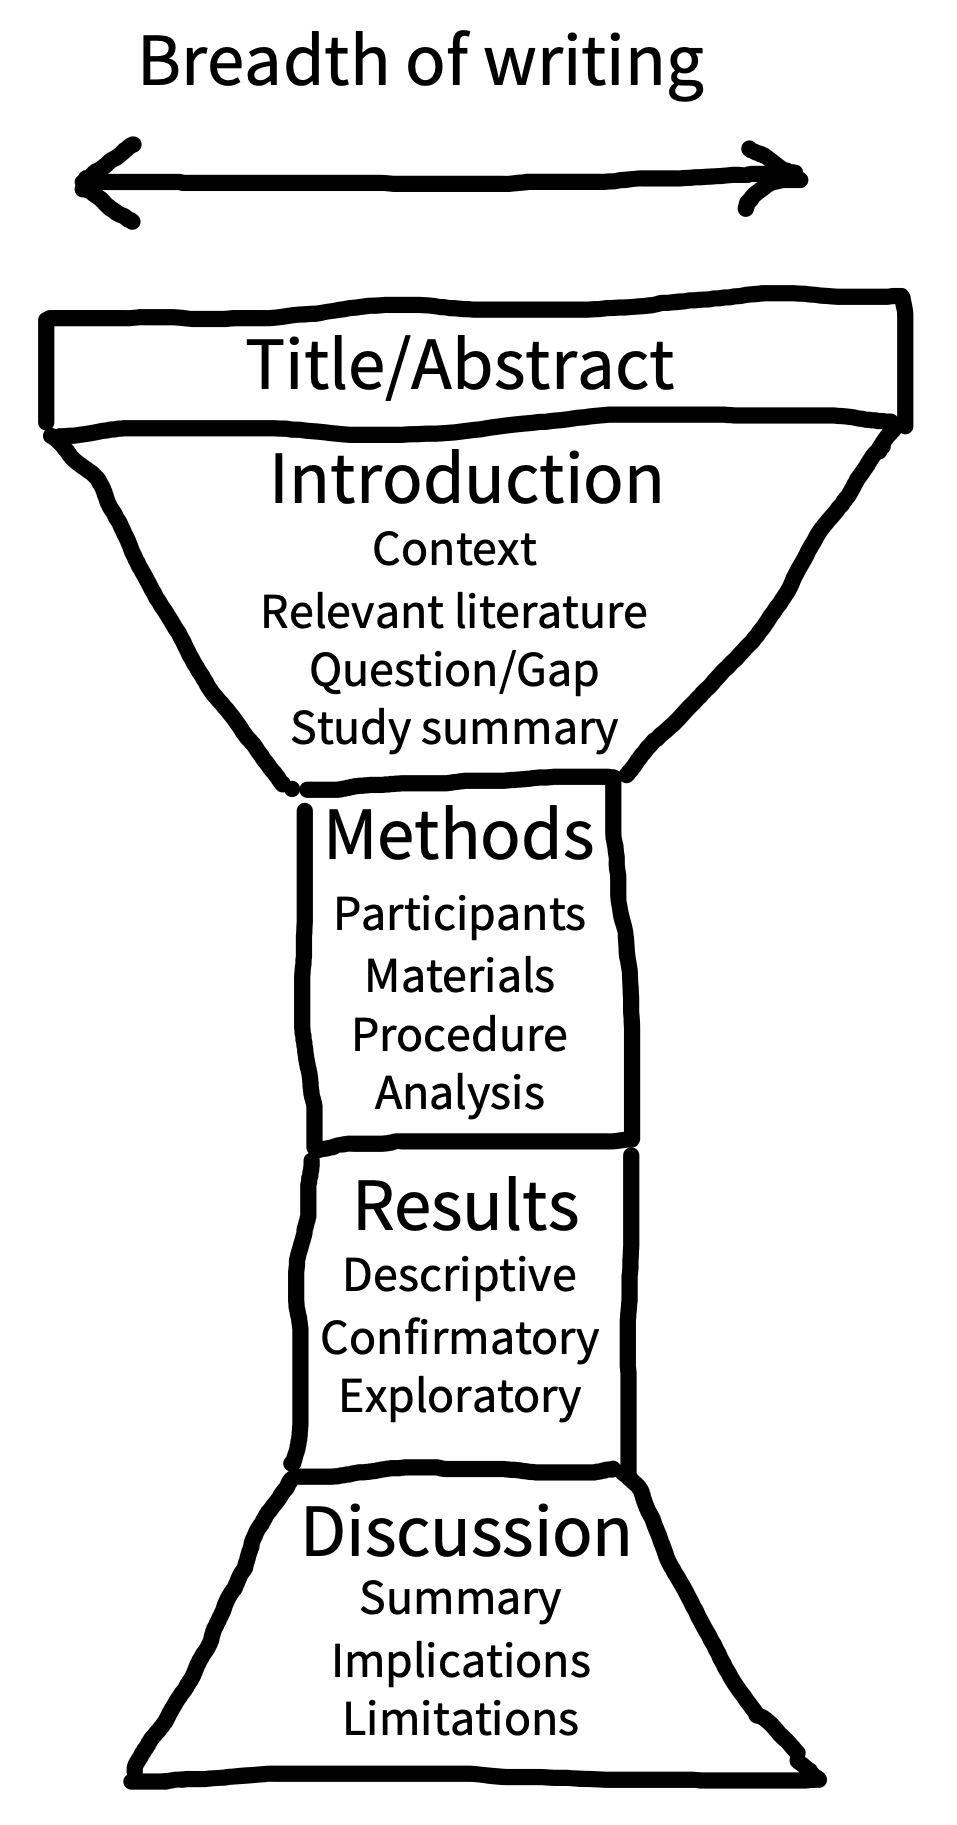 Breadth of writing
Title/Abstract
Introduction
Context
Relevant literature
Question/Gap
Study summary
Methods
Participants
Materials
Procedure
Analysis
Results
Descriptive
Confirmatory
Exploratory
Discussion
Summary
Implications
Limitations